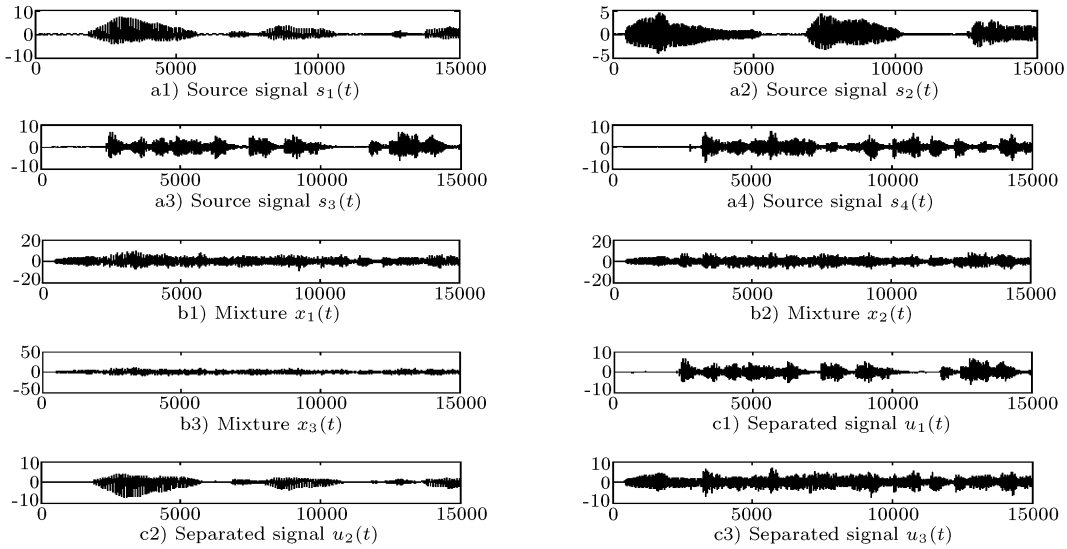 10
0
-10
0 5000 10000 15000
a1) Source signal s₁(t)
5
0
-5
0 5000 10000 15000
a2) Source signal s₂(t)
10
0
-10
0 5000 10000 15000
a3) Source signal s₃(t)
10
0
-10
0 5000 10000 15000
a4) Source signal s₄(t)
20
0
-20
0 5000 10000 15000
b1) Mixture x₁(t)
20
0
-20
0 5000 10000 15000
b2) Mixture x₂(t)
50
0
-50
0 5000 10000 15000
b3) Mixture x₃(t)
10
0
-10
0 5000 10000 15000
c1) Separated signal u₁(t)
10
0
-10
0 5000 10000 15000
c2) Separated signal u₂(t)
10
0
-10
0 5000 10000 15000
c3) Separated signal u₃(t)